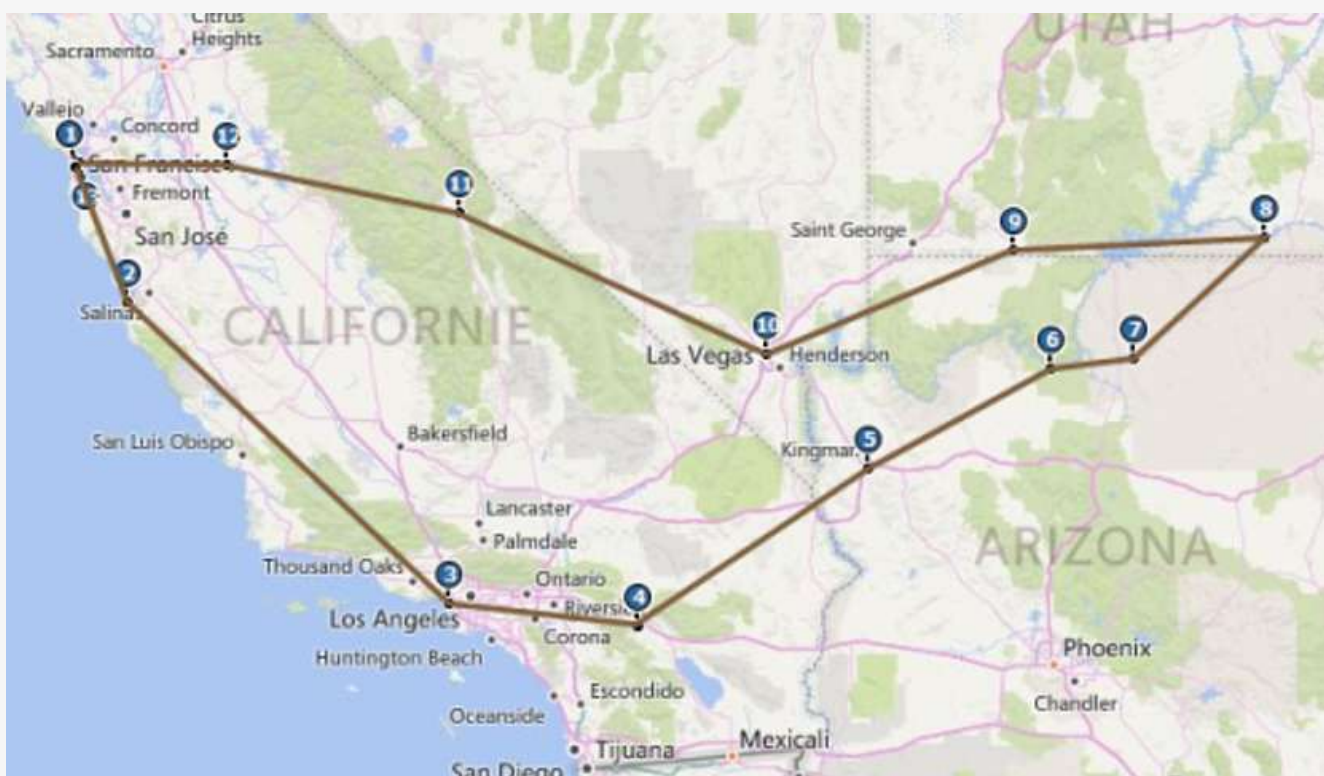 Citrus
Heights
UTAH
Sacramento
Vallejo
Concord
1
12
San Francisc
Fremont
San José
11
Saint George
9
8
2
Salinas
CALIFORNIE
10
Las Vegas
Henderson
6
7
San Luis Obispo
Bakersfield
Kingman
5
Lancaster
Palmdale
ARIZONA
Thousand Oaks
3
Ontario
4
Los Angeles
Riversi
Corona
Huntington Beach
Phoenix
Chandler
Escondido
Oceanside
Tijuana
Mexicali
San Diego